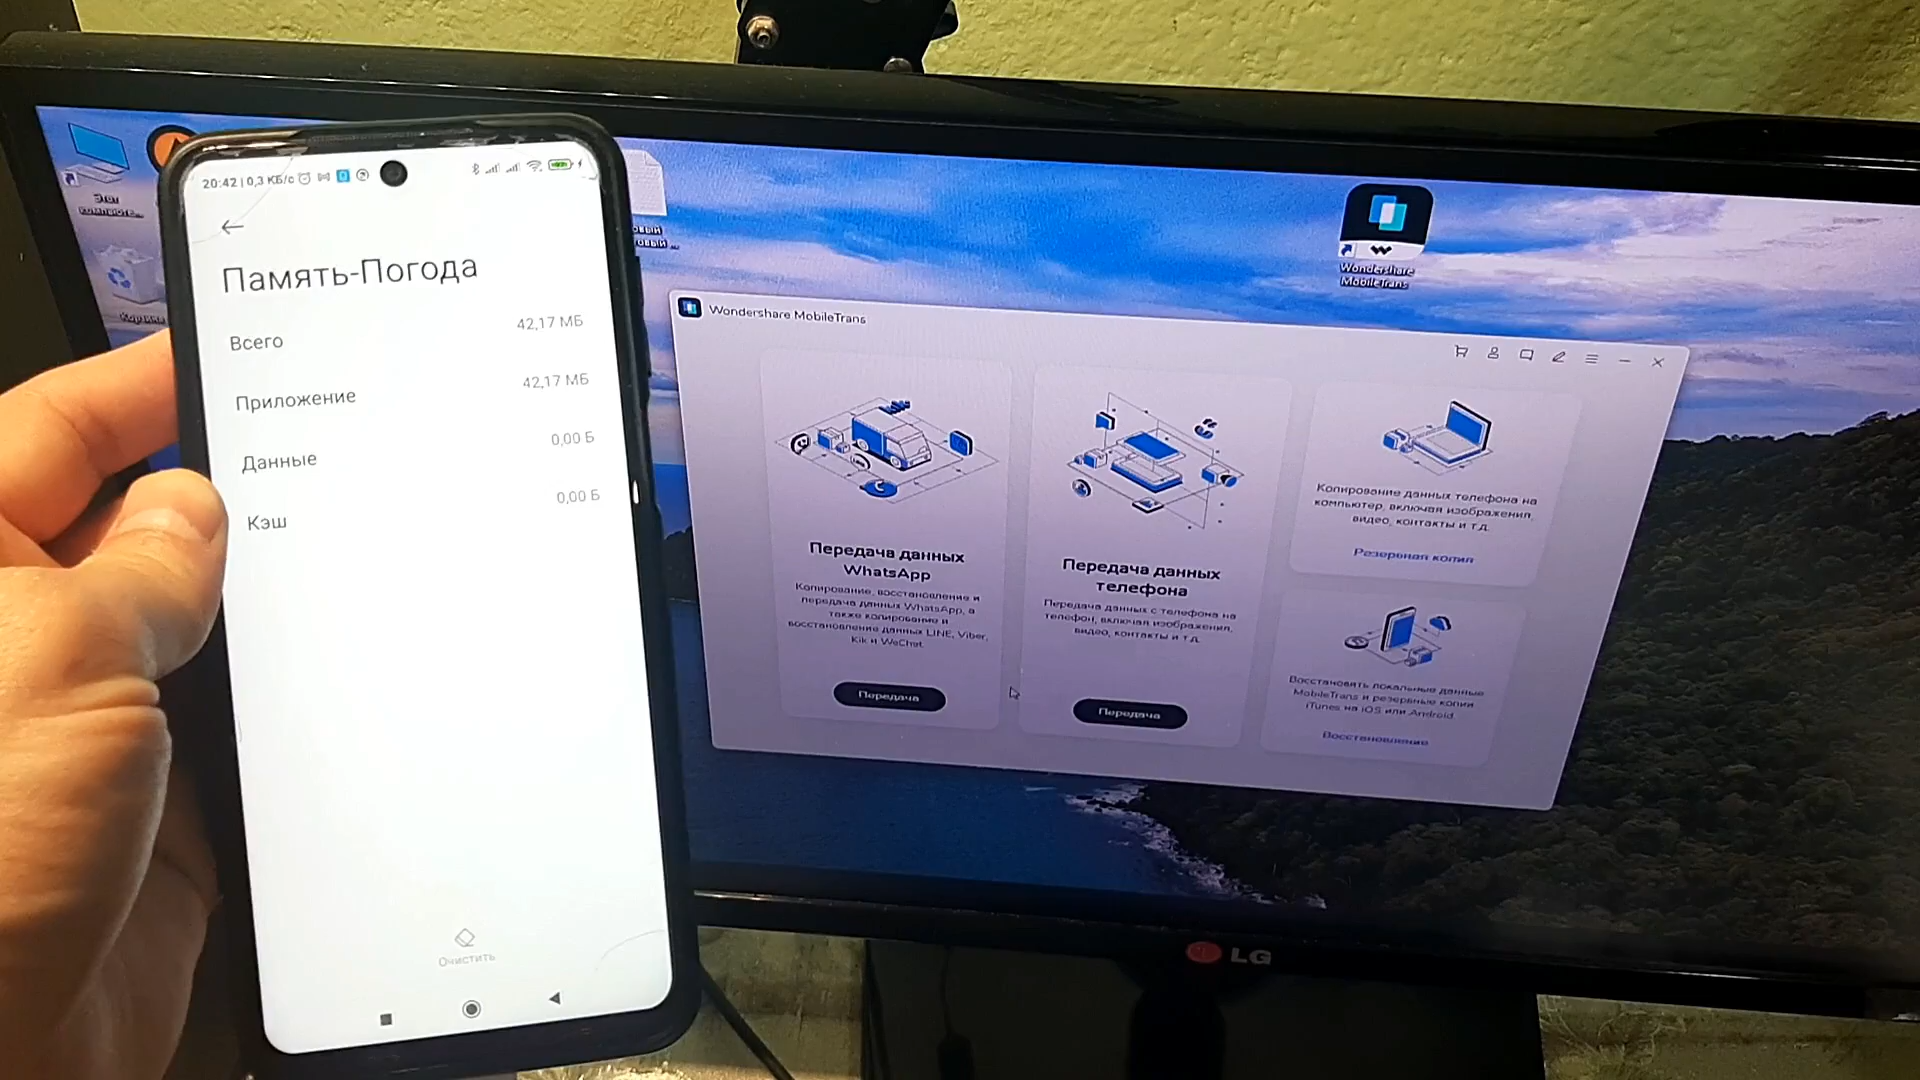 20:42 | 0,3 КБ/с
Память-Погода
Всего
42,17 МБ
Приложение
42,17 МБ
Данные
0,00 Б
Кэш
0,00 Б
Очистить
Этот
компьюте...
Корзина
Wondershare
MobileTrans
Wondershare MobileTrans
Передача данных
WhatsApp
Копирование, восстановление и
передача данных WhatsApp, а
также копирование и
восстановление данных LINE, Viber,
Kik и WeChat.
Передача
Передача данных
телефона
Передача данных с телефона на
телефон, включая изображения,
видео, контакты и т.д.
Передача
Копирование данных телефона на
компьютер, включая изображения,
видео, контакты и т.д.
Резервная копия
Восстановить локальные данные
MobileTrans и резервные копии
iTunes на iOS или Android.
Восстановление
LG